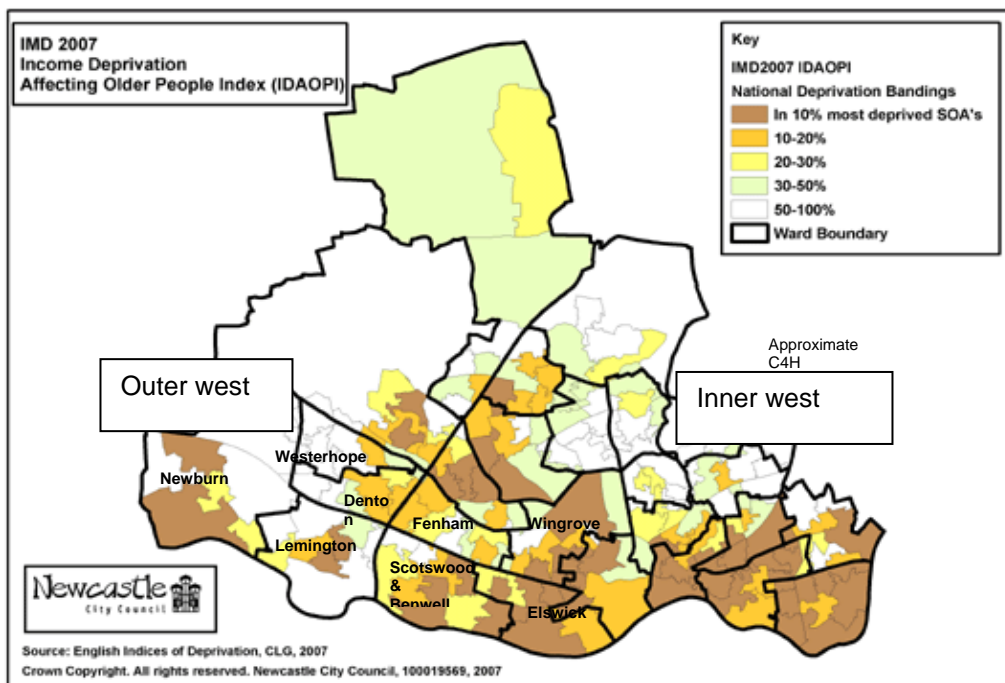 IMD 2007
Income Deprivation
Affecting Older People Index (IDAOPI)
Key
IMD2007 IDAOPI
National Deprivation Bandings
In 10% most deprived SOA's
10-20%
20-30%
30-50%
50-100%
Ward Boundary
Approximate
C4H
Outer west
Inner west
Westerhope
Newburn
Dento
n
Fenham
Wingrove
Lemington
Scotswood
&
Benwell
Elswick
Newcastle
City Council
Source: English Indices of Deprivation, CLG, 2007
Crown Copyright. All rights reserved. Newcastle City Council, 100019569, 2007